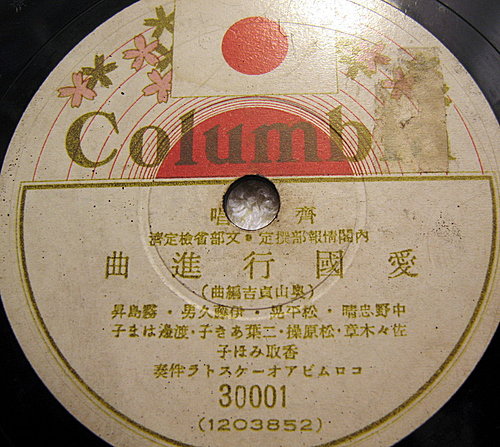 Columbia
齊唱
內閣情報部撰定・文部省檢定濟
愛國行進曲
(奥山貞吉編曲)
中野忠晴・松平晃・伊藤久男・霧島昇
佐々木章・松原操・二葉あき子・渡邊はま子
香取みほ子
コロムビアオーケストラ伴奏
30001
(1203852)